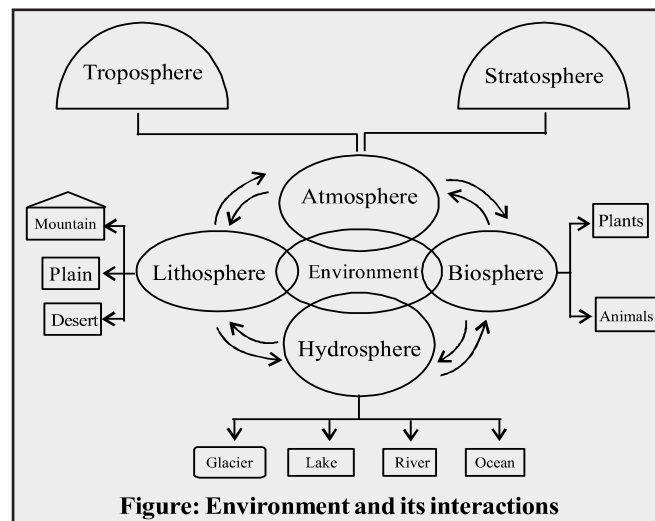 Troposphere
Stratosphere
Atmosphere
Mountain
Plants
Plain
Lithosphere
Environment
Biosphere
Desert
Animals
Hydrosphere
Glacier
Lake
River
Ocean
Figure: Environment and its interactions